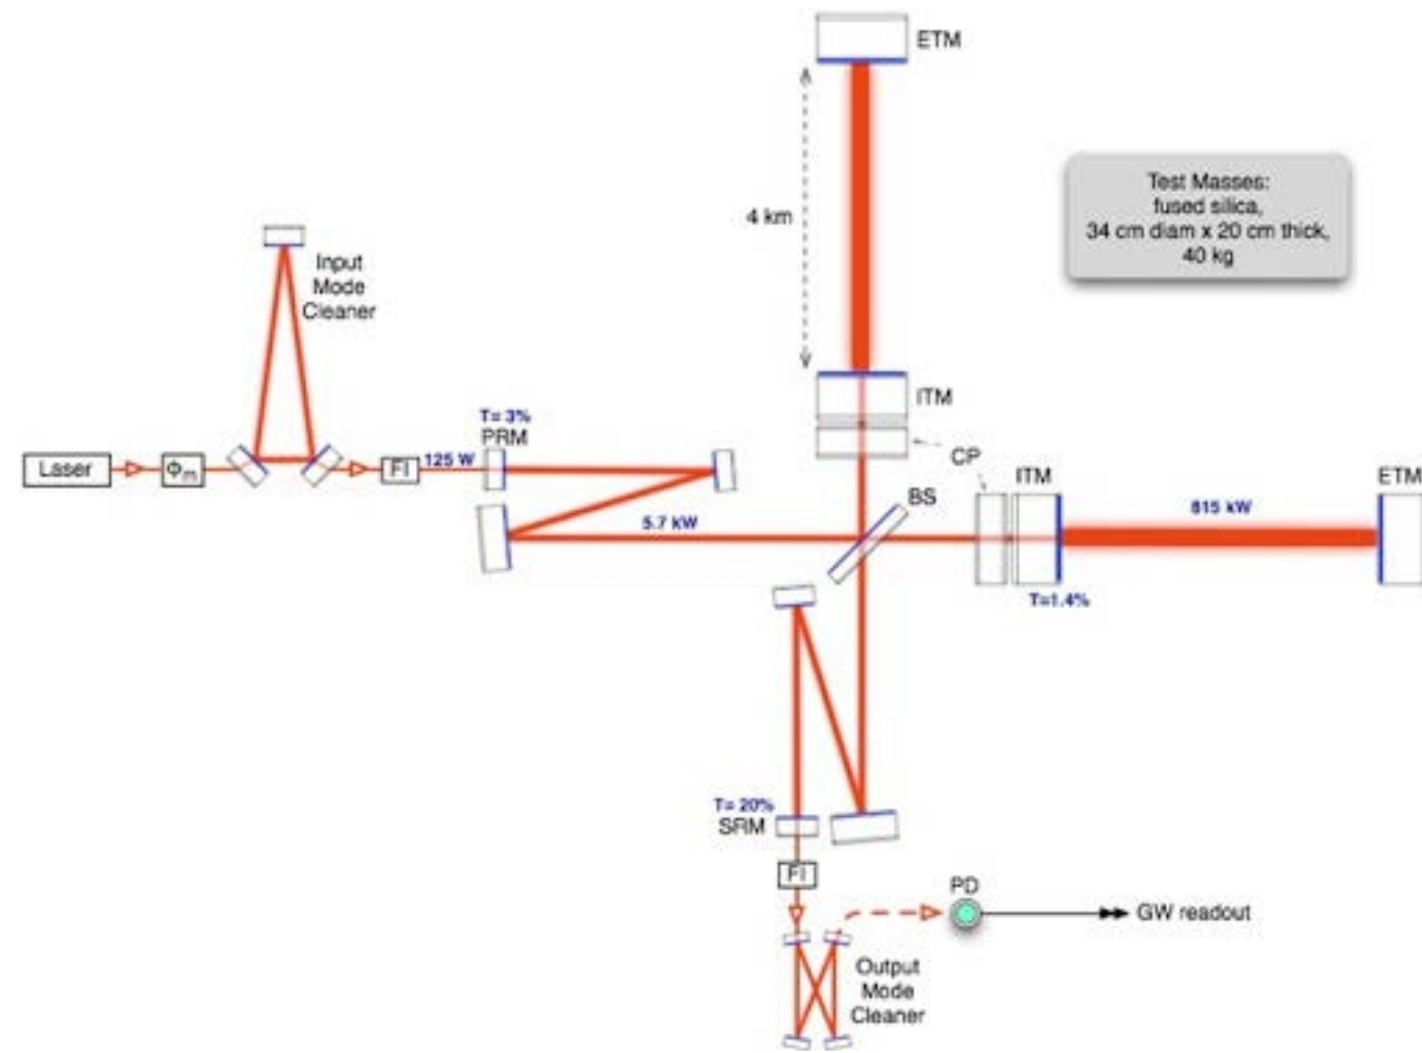 ETM
4 km
Test Masses:
fused silica,
34 cm diam x 20 cm thick,
40 kg
Input
Mode
Cleaner
ITM
T= 3%
PRM
Laser
Φm
FI
125 W
CP
BS
ITM
ETM
5.7 kW
815 kW
T=1.4%
T= 20%
SRM
FI
PD
GW readout
Output
Mode
Cleaner